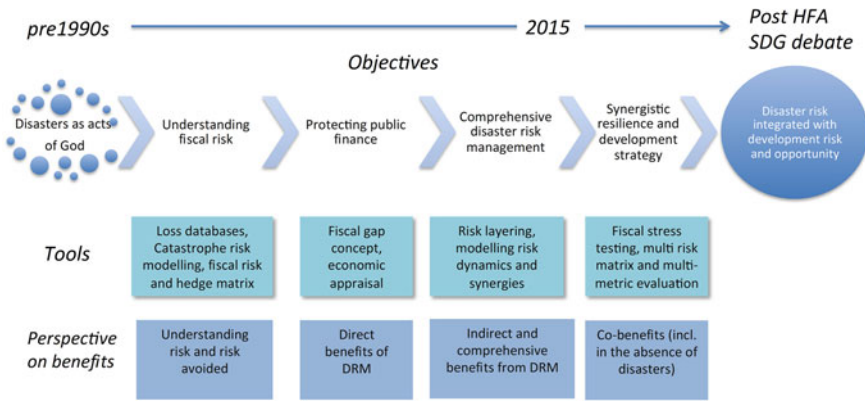 pre1990s
2015
Post HFA
SDG debate
Objectives
Disasters as acts
of God
Understanding
fiscal risk
Protecting public
finance
Comprehensive
disaster risk
management
Synergistic
resilience and
development
strategy
Disaster risk
integrated with
development risk
and opportunity
Tools
Loss databases,
Catastrophe risk
modelling, fiscal risk
and hedge matrix
Fiscal gap
concept,
economic
appraisal
Risk layering,
modelling risk
dynamics and
synergies
Fiscal stress
testing, multi risk
matrix and multi-
metric evaluation
Perspective
on benefits
Understanding
risk and risk
avoided
Direct
benefits of
DRM
Indirect and
comprehensive
benefits from DRM
Co-benefits (incl.
in the absence of
disasters)